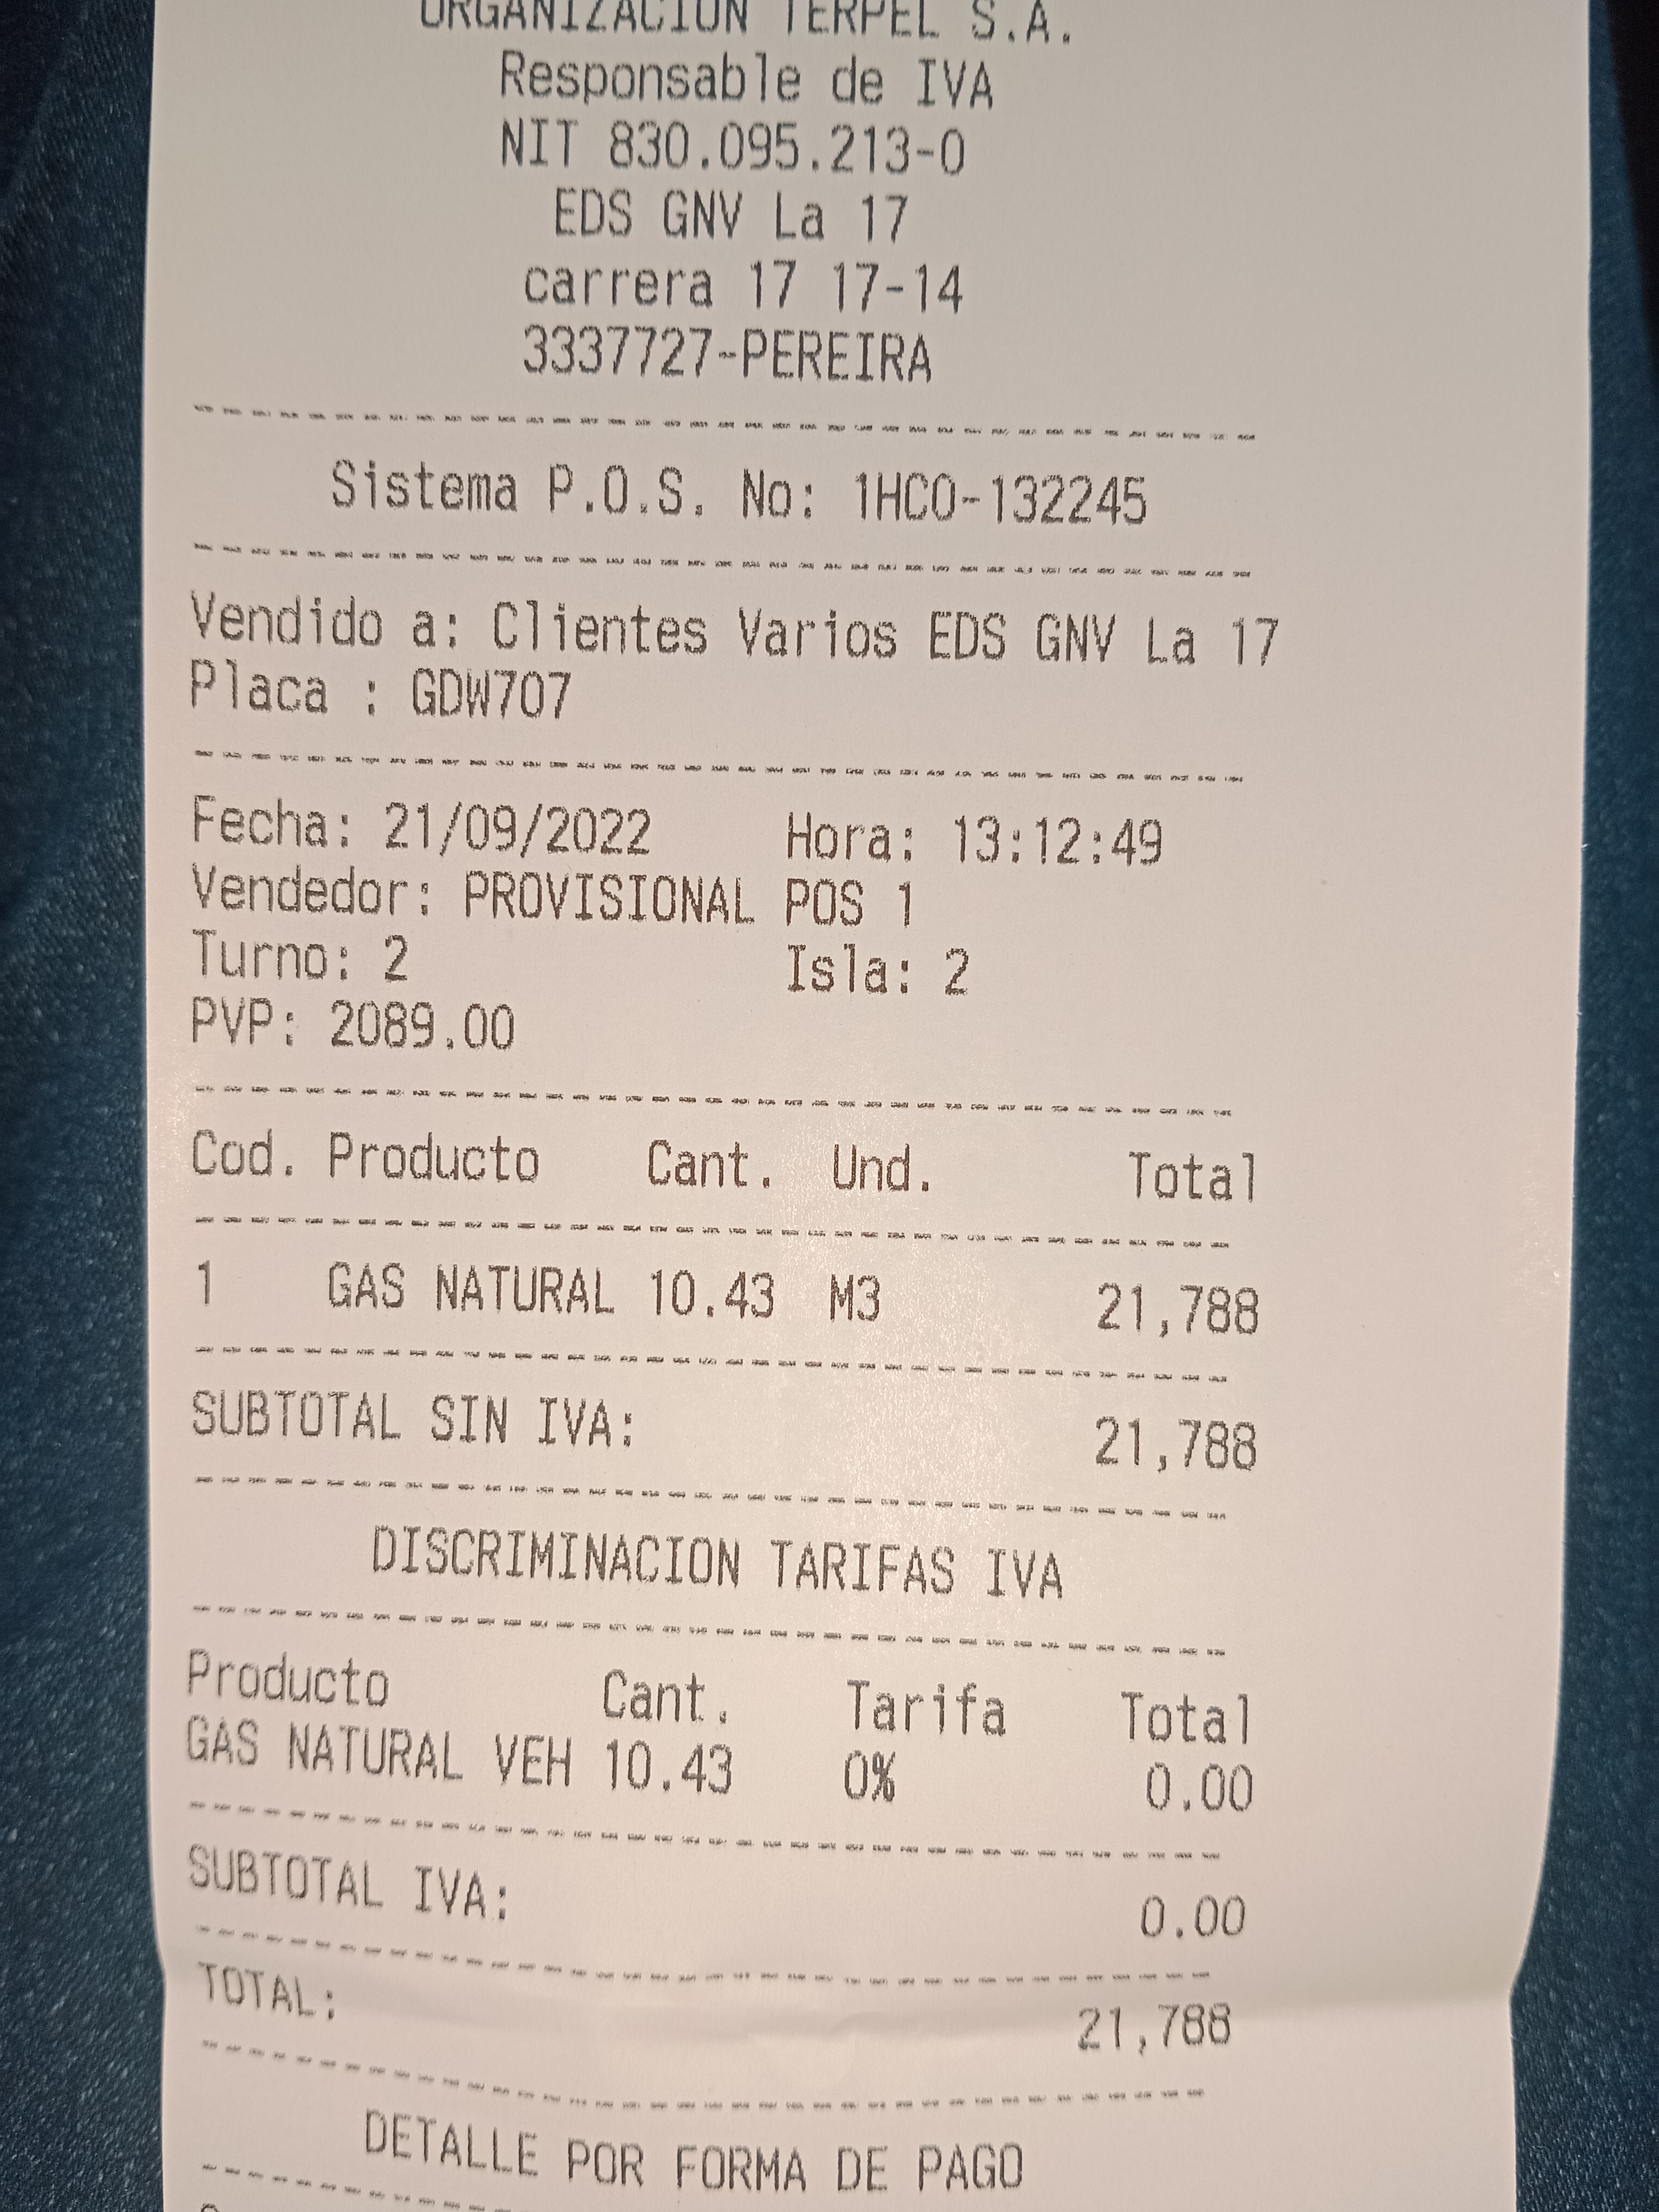 ORGANIZACION TERPEL S.A.
Responsable de IVA
NIT 830.095.213-0
EDS GNV La 17
carrera 17 17-14
3337727-PEREIRA
Sistema P.O.S. No: 1HCO-132245
Vendido a: Clientes Varios EDS GNV La 17
Placa : GDW707
Fecha: 21/09/2022 Hora: 13:12:49
Vendedor: PROVISIONAL POS 1
Turno: 2 Isla: 2
PVP: 2089.00
Cod. Producto Cant. Und. Total
1 GAS NATURAL 10.43 M3 21,788
SUBTOTAL SIN IVA: 21,788
DISCRIMINACION TARIFAS IVA
Producto Cant. Tarifa Total
GAS NATURAL VEH 10.43 0% 0.00
SUBTOTAL IVA: 0.00
TOTAL: 21,788
DETALLE POR FORMA DE PAGO